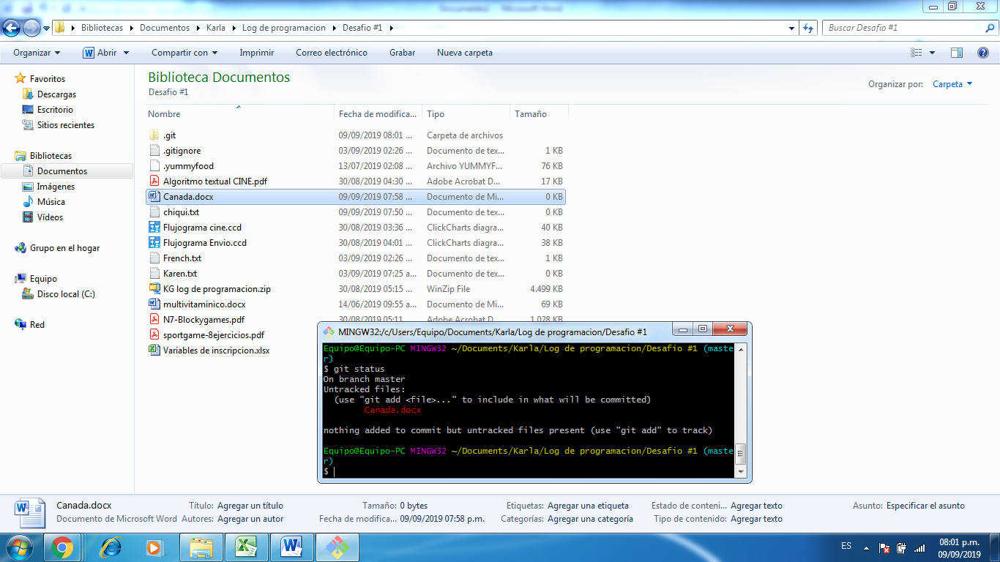 Bibliotecas Documentos Karla Log de programacion Desafio #1
Buscar Desafio #1
Organizar Abrir Compartir con Imprimir Correo electrónico Grabar Nueva carpeta
Favoritos
Descargas
Escritorio
Sitios recientes
Bibliotecas
Documentos
Imágenes
Música
Vídeos
Grupo en el hogar
Equipo
Disco local (C:)
Red
Biblioteca Documentos
Desafio #1
Organizar por: Carpeta
Nombre Fecha de modifica... Tipo Tamaño
.git 09/09/2019 08:01 ... Carpeta de archivos
.gitignore 03/09/2019 02:26 ... Documento de tex... 1 KB
.yummyfood 13/07/2019 02:08 ... Archivo YUMMYF... 76 KB
Algoritmo textual CINE.pdf 30/08/2019 04:30 ... Adobe Acrobat D... 17 KB
Canada.docx 09/09/2019 07:58 ... Documento de Mi... 0 KB
chiqui.txt 09/09/2019 07:50 ... Documento de tex... 0 KB
Flujograma cine.ccd 30/08/2019 03:36 ... ClickCharts diagra... 40 KB
Flujograma Envio.ccd 30/08/2019 04:01 ... ClickCharts diagra... 38 KB
French.txt 03/09/2019 02:26 ... Documento de tex... 1 KB
Karen.txt 03/09/2019 07:25 a... Documento de tex... 0 KB
KG log de programacion.zip 30/08/2019 05:15 ... WinZip File 4.499 KB
multivitaminico.docx 14/06/2019 09:55 a... Documento de Mi... 69 KB
N7-Blockygames.pdf 30/08/2019 05:11 ... Adobe Acrobat D... 1.028 KB
sportgame-8ejercicios.pdf
Variables de inscripcion.xlsx
MINGW32:/c/Users/Equipo/Documents/Karla/Log de programacion/Desafio #1
Equipo@Equipo-PC MINGW32 ~/Documents/Karla/Log de programacion/Desafio #1 (maste
r)
$ git status
On branch master
Untracked files:
(use "git add <file>..." to include in what will be committed)
Canada.docx
nothing added to commit but untracked files present (use "git add" to track)
Equipo@Equipo-PC MINGW32 ~/Documents/Karla/Log de programacion/Desafio #1 (maste
r)
$
Canada.docx Título: Agregar un título Tamaño: 0 bytes Etiquetas: Agregar una etiqueta Estado de conteni... Agregar texto Asunto: Especificar el asunto
Documento de Microsoft Word Autores: Agregar un autor Fecha de modifica... 09/09/2019 07:58 p.m. Categorías: Agregar una categoría Tipo de contenido: Agregar texto
ES
08:01 p.m.
09/09/2019